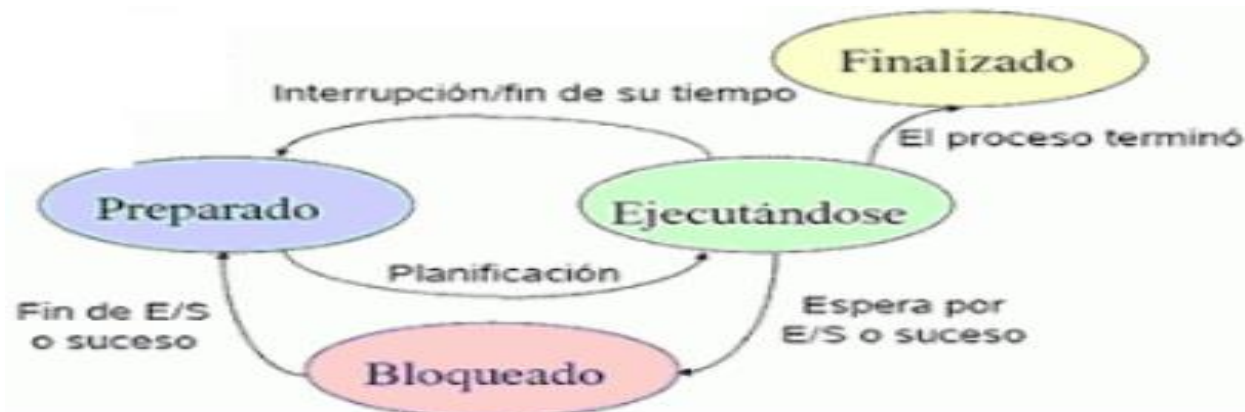 Finalizado
Interrupción/fin de su tiempo
El proceso terminó
Preparado
Ejecutándose
Planificación
Fin de E/S
o suceso
Espera por
E/S o suceso
Bloqueado